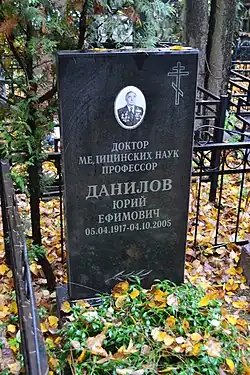 ДОКТОР
МЕДИЦИНСКИХ НАУК
ПРОФЕССОР
ДАНИЛОВ
ЮРИЙ
ЕФИМОВИЧ
05.04.1917-04.10.2005